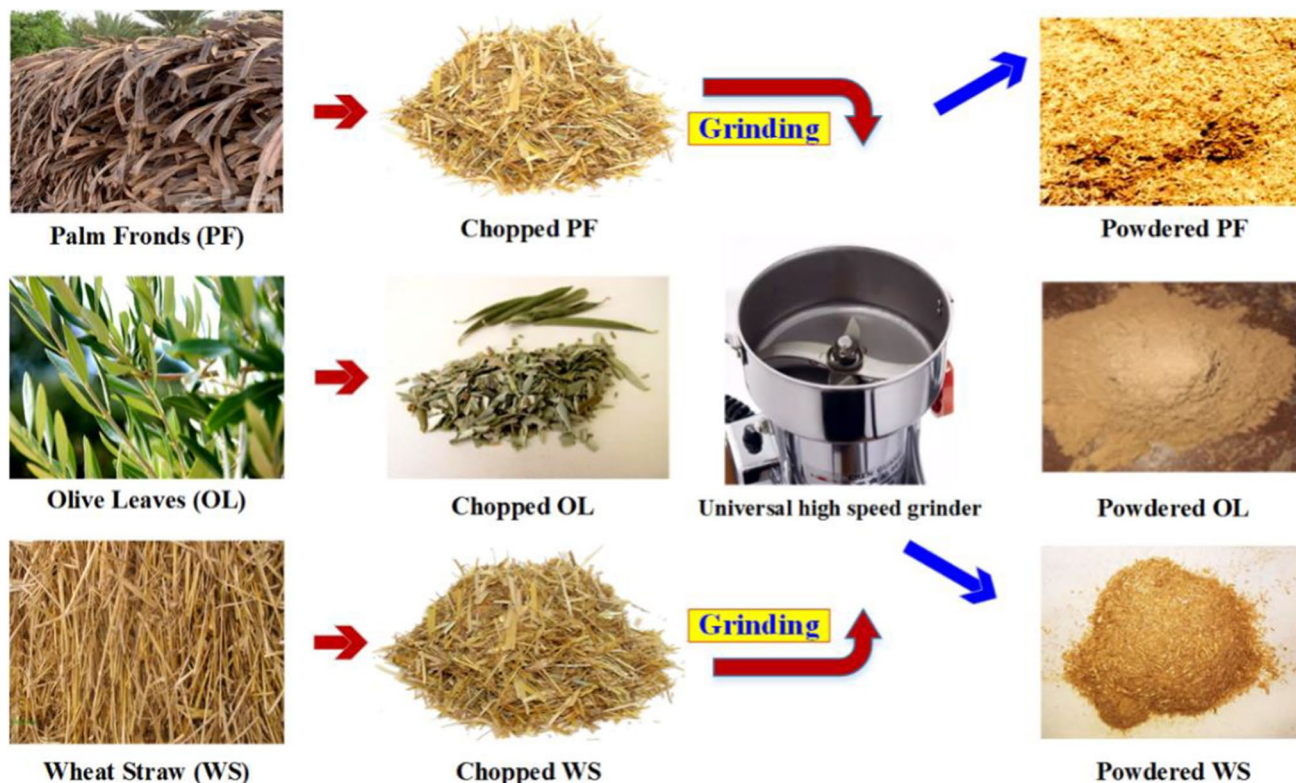 Grinding
Palm Fronds (PF)
Chopped PF
Powdered PF
Olive Leaves (OL)
Chopped OL
Universal high speed grinder
Powdered OL
Grinding
Wheat Straw (WS)
Chopped WS
Powdered WS